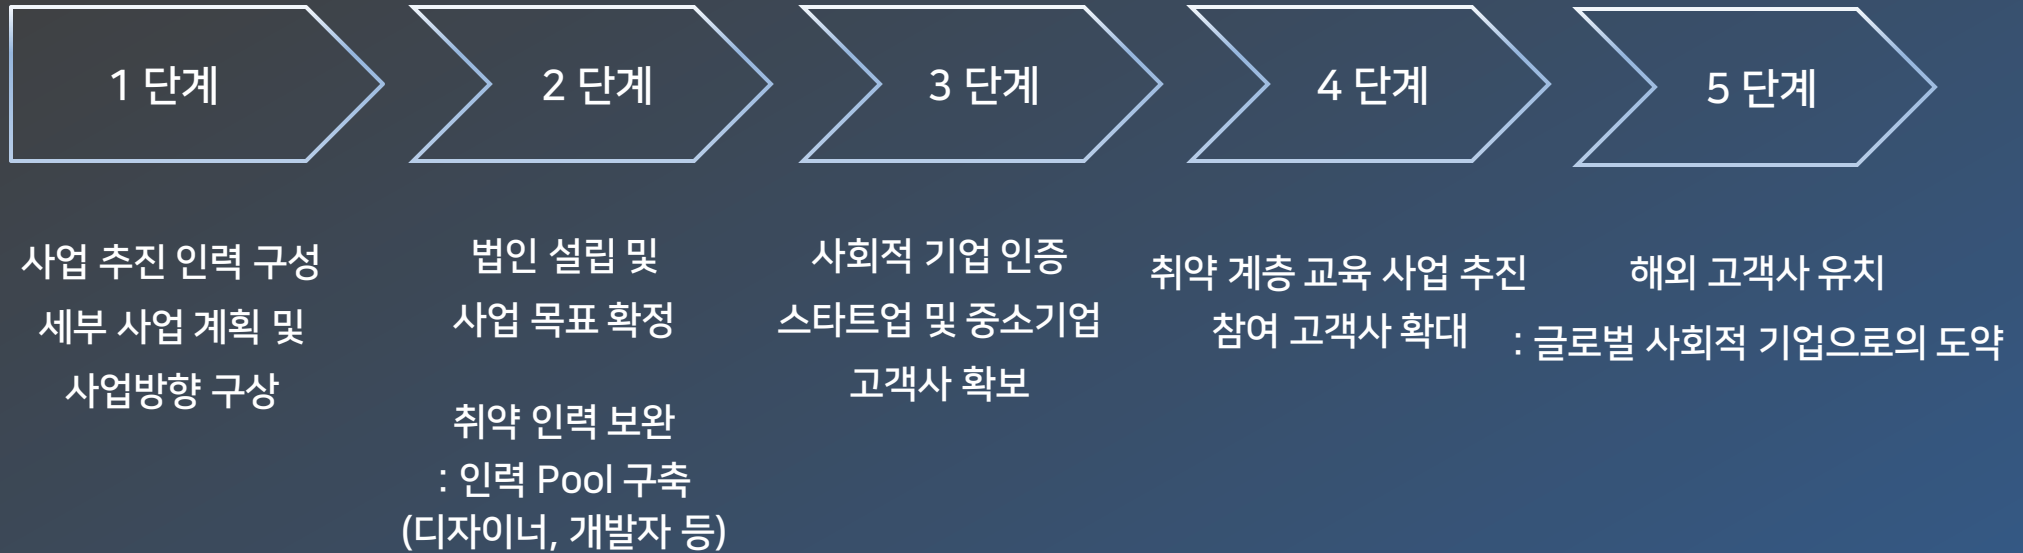 1 단계
2 단계
3 단계
4 단계
5 단계
사업 추진 인력 구성
세부 사업 계획 및
사업방향 구상
법인 설립 및
사업 목표 확정
취약 인력 보완
: 인력 Pool 구축
(디자이너, 개발자 등)
사회적 기업 인증
스타트업 및 중소기업
고객사 확보
취약 계층 교육 사업 추진
참여 고객사 확대
해외 고객사 유치
: 글로벌 사회적 기업으로의 도약